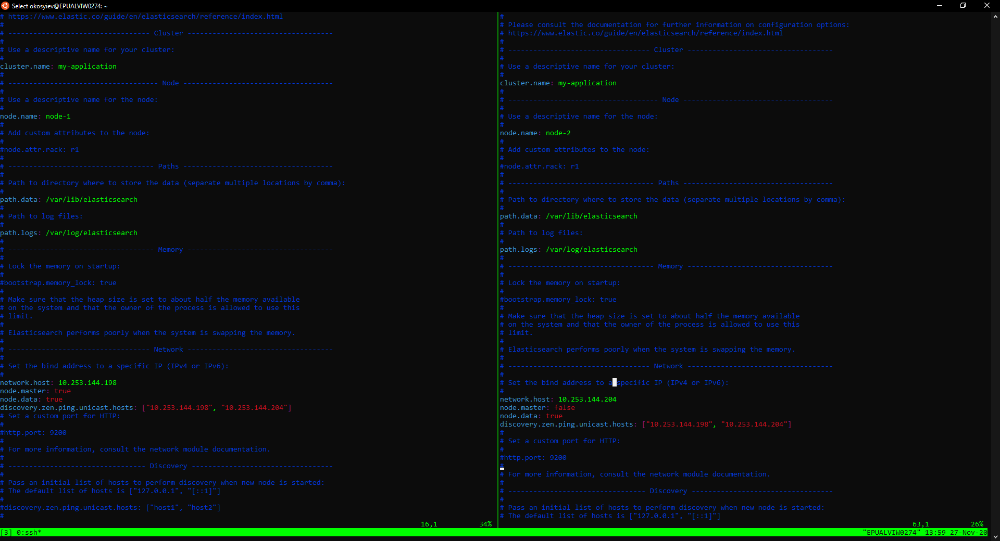 Select okosyiev@EPUALVIW0274: ~
# https://www.elastic.co/guide/en/elasticsearch/reference/index.html
#
# ---------------------------------- Cluster -----------------------------------
#
# Use a descriptive name for your cluster:
#
cluster.name: my-application
#
# ------------------------------------ Node ------------------------------------
#
# Use a descriptive name for the node:
#
node.name: node-1
#
# Add custom attributes to the node:
#
#node.attr.rack: r1
#
# ----------------------------------- Paths ------------------------------------
#
# Path to directory where to store the data (separate multiple locations by comma):
#
path.data: /var/lib/elasticsearch
#
# Path to log files:
#
path.logs: /var/log/elasticsearch
#
# ----------------------------------- Memory -----------------------------------
#
# Lock the memory on startup:
#
#bootstrap.memory_lock: true
#
# Make sure that the heap size is set to about half the memory available
# on the system and that the owner of the process is allowed to use this
# limit.
#
# Elasticsearch performs poorly when the system is swapping the memory.
#
# ---------------------------------- Network -----------------------------------
#
# Set the bind address to a specific IP (IPv4 or IPv6):
#
network.host: 10.253.144.198
node.master: true
node.data: true
discovery.zen.ping.unicast.hosts: ["10.253.144.198", "10.253.144.204"]
# Set a custom port for HTTP:
#
#http.port: 9200
#
# For more information, consult the network module documentation.
#
# --------------------------------- Discovery ----------------------------------
#
# Pass an initial list of hosts to perform discovery when new node is started:
# The default list of hosts is ["127.0.0.1", "[::1]"]
#
#discovery.zen.ping.unicast.hosts: ["host1", "host2"]
#
16,1 34%
#
# Please consult the documentation for further information on configuration options:
# https://www.elastic.co/guide/en/elasticsearch/reference/index.html
#
# ---------------------------------- Cluster -----------------------------------
#
# Use a descriptive name for your cluster:
#
cluster.name: my-application
#
# ------------------------------------ Node ------------------------------------
#
# Use a descriptive name for the node:
#
node.name: node-2
#
# Add custom attributes to the node:
#
#node.attr.rack: r1
#
# ----------------------------------- Paths ------------------------------------
#
# Path to directory where to store the data (separate multiple locations by comma):
#
path.data: /var/lib/elasticsearch
#
# Path to log files:
#
path.logs: /var/log/elasticsearch
#
# ----------------------------------- Memory -----------------------------------
#
# Lock the memory on startup:
#
#bootstrap.memory_lock: true
#
# Make sure that the heap size is set to about half the memory available
# on the system and that the owner of the process is allowed to use this
# limit.
#
# Elasticsearch performs poorly when the system is swapping the memory.
#
# ---------------------------------- Network -----------------------------------
#
# Set the bind address to a specific IP (IPv4 or IPv6):
#
network.host: 10.253.144.204
node.master: false
node.data: true
discovery.zen.ping.unicast.hosts: ["10.253.144.198", "10.253.144.204"]
#
# Set a custom port for HTTP:
#
#http.port: 9200
#
# For more information, consult the network module documentation.
#
# --------------------------------- Discovery ----------------------------------
#
# Pass an initial list of hosts to perform discovery when new node is started:
# The default list of hosts is ["127.0.0.1", "[::1]"]
63,1 26%
[3] 0:ssh* "EPUALVIW0274" 13:59 27-Nov-20